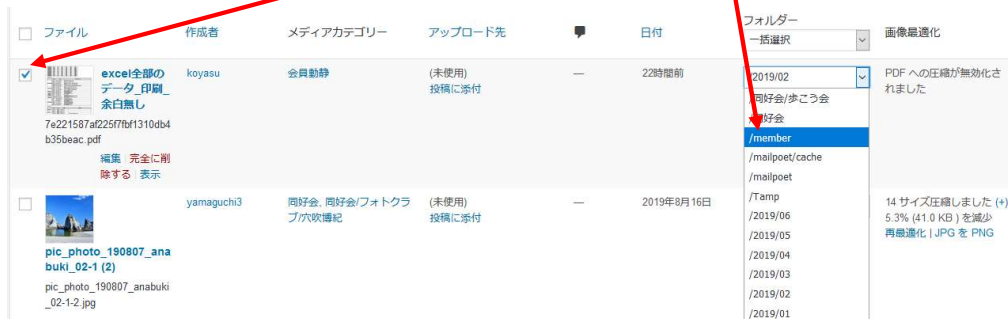 ファイル 作成者 メディアカテゴリー アップロード先 日付 フォルダー 画像最適化
一括選択
excel全部の
データ_印刷_
余白無し
7e221587af225f7fbf1310db4
b35beac.pdf
編集 | 完全に削
除する | 表示
koyasu
会員動静
(未使用)
投稿に添付
—
22時間前
/2019/02
/同好会/歩こう会
/同好会
/member
/mailpoet/cache
/mailpoet
/Tamp
/2019/06
/2019/05
/2019/04
/2019/03
/2019/02
/2019/01
PDF への圧縮が無効化さ
れました
pic_photo_190807_ana
buki_02-1 (2)
pic_photo_190807_anabuki
_02-1-2.jpg
yamaguchi3
同好会, 同好会/フォトクラ
ブ/穴吹博紀
(未使用)
投稿に添付
—
2019年8月16日
14 サイズ圧縮しました (+)
5.3% (41.0 KB ) を減少
再最適化 | JPG を PNG